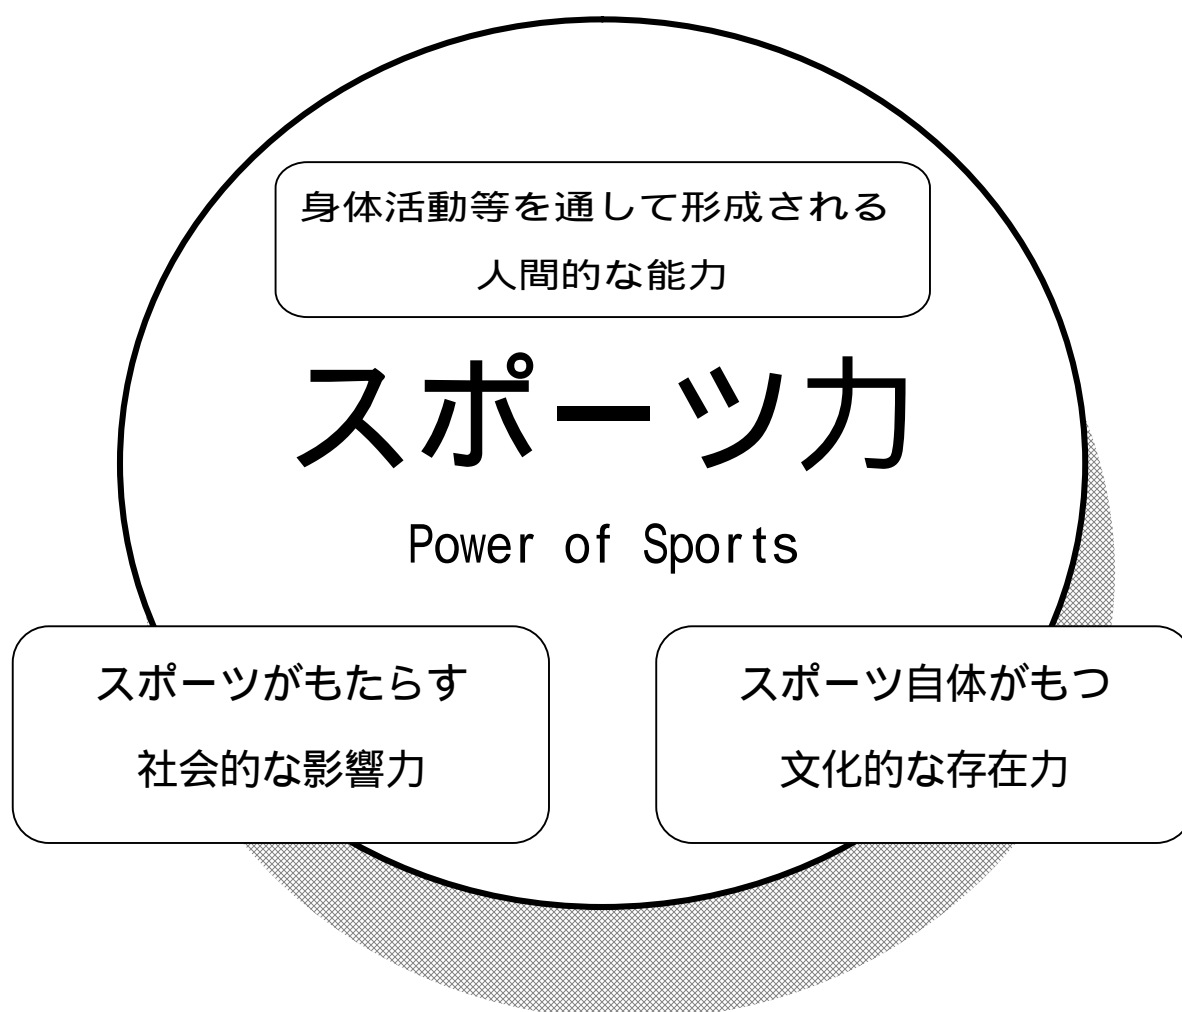 身体活動等を通して形成される
人間的な能力
スポーツ力
Power of Sports
スポーツがもたらす
社会的な影響力
スポーツ自体がもつ
文化的な存在力